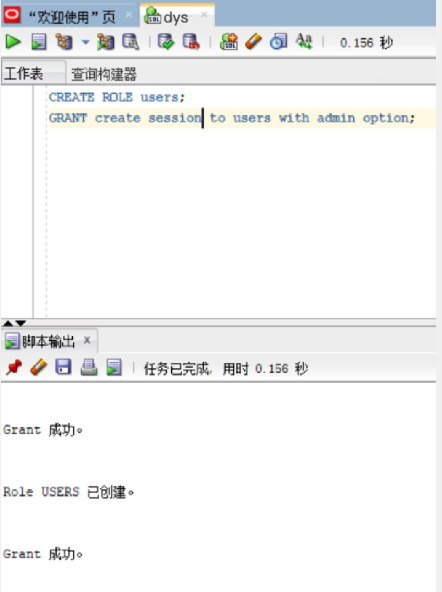 “欢迎使用”页 dys
0.156 秒
工作表 查询构建器
CREATE ROLE users;
GRANT create session to users with admin option;
脚本输出 ×
任务已完成, 用时 0.156 秒
Grant 成功。
Role USERS 已创建。
Grant 成功。